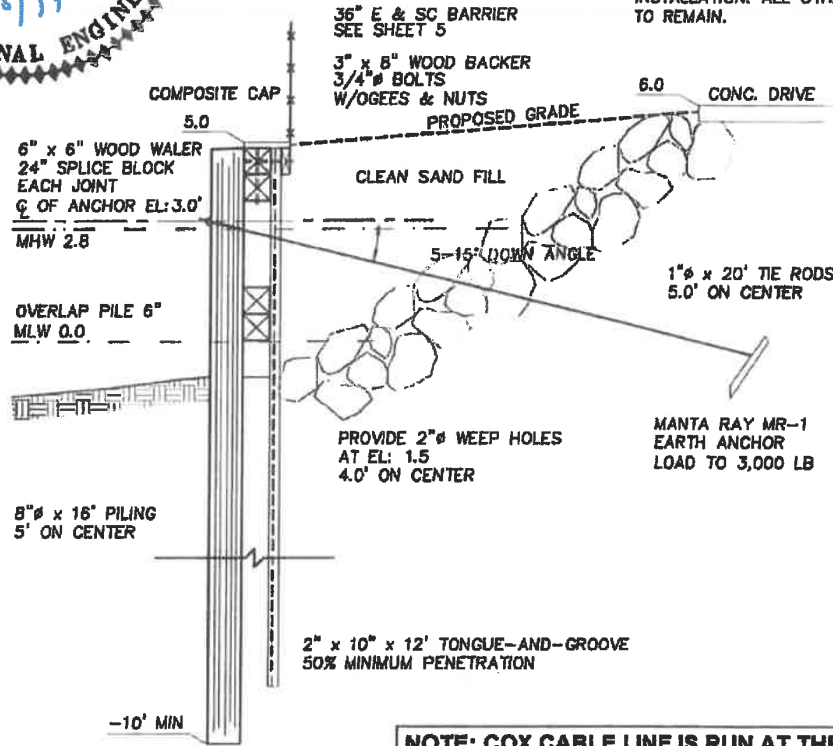 NAL ENGINE
36" E & SC BARRIER
SEE SHEET 5
TO REMAIN.
3" x 8" WOOD BACKER
3/4"ø BOLTS
W/OGEES & NUTS
COMPOSITE CAP
5.0
6.0
CONC. DRIVE
PROPOSED GRADE
6" x 6" WOOD WALER
24" SPLICE BLOCK
EACH JOINT
℄ OF ANCHOR EL: 3.0'
MHW 2.8
CLEAN SAND FILL
5-15° DOWN ANGLE
1"ø x 20' TIE RODS
5.0' ON CENTER
OVERLAP PILE 6"
MLW 0.0
PROVIDE 2"ø WEEP HOLES
AT EL: 1.5
4.0' ON CENTER
MANTA RAY MR-1
EARTH ANCHOR
LOAD TO 3,000 LB
8"ø x 16' PILING
5' ON CENTER
2" x 10" x 12' TONGUE-AND-GROOVE
50% MINIMUM PENETRATION
-10' MIN
NOTE: COX CABLE LINE IS RUN AT THE